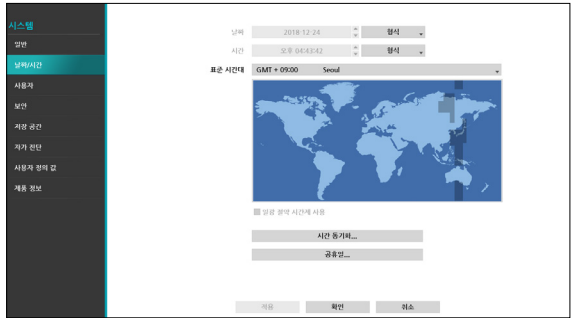 시스템
일반
날짜/시간
사용자
보안
저장 공간
자가 진단
사용자 정의 값
제품 정보
날짜 2018-12-24 형식
시간 오후 04:43:42 형식
표준 시간대 GMT + 09:00 Seoul
일광 절약 시간제 사용
시간 동기화...
공휴일...
적용 확인 취소